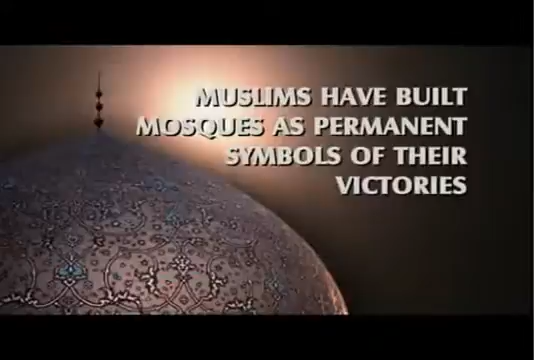 MUSLIMS HAVE BUILT
MOSQUES AS PERMANENT
SYMBOLS OF THEIR
VICTORIES